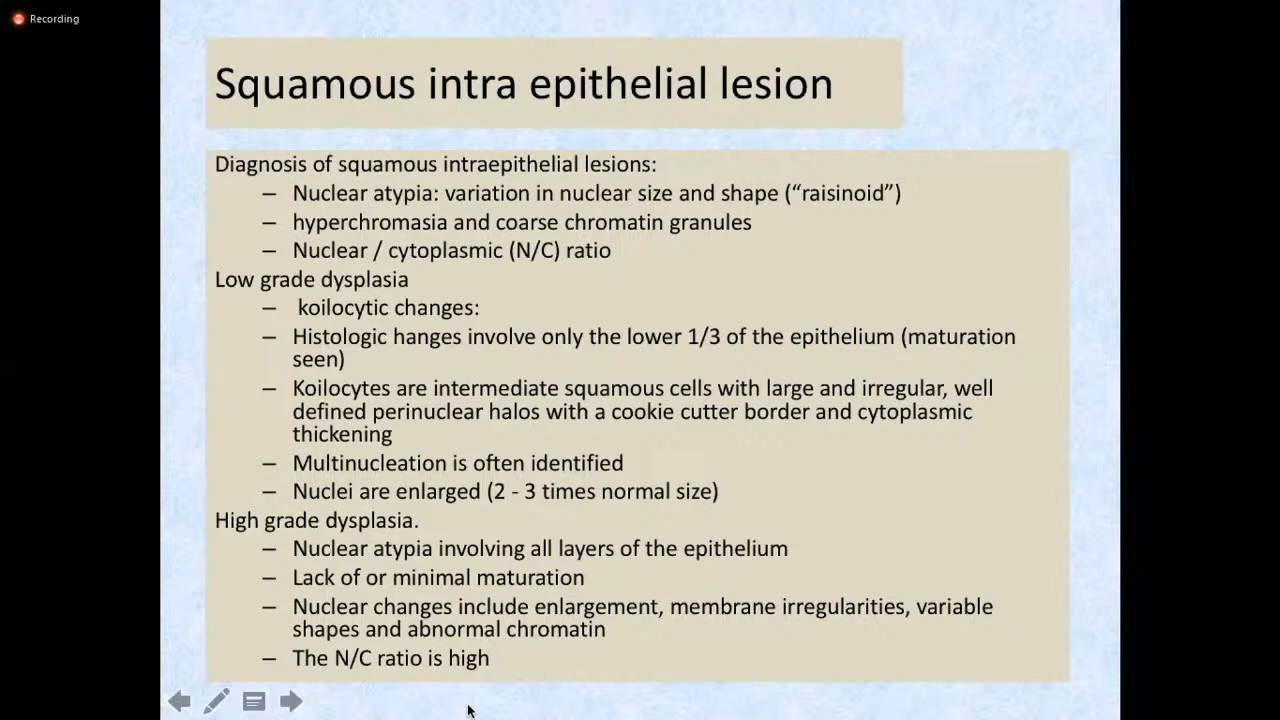 Recording
Squamous intra epithelial lesion
Diagnosis of squamous intraepithelial lesions:
– Nuclear atypia: variation in nuclear size and shape (“raisinoid”)
– hyperchromasia and coarse chromatin granules
– Nuclear / cytoplasmic (N/C) ratio
Low grade dysplasia
– koilocytic changes:
– Histologic hanges involve only the lower 1/3 of the epithelium (maturation
seen)
– Koilocytes are intermediate squamous cells with large and irregular, well
defined perinuclear halos with a cookie cutter border and cytoplasmic
thickening
– Multinucleation is often identified
– Nuclei are enlarged (2 - 3 times normal size)
High grade dysplasia.
– Nuclear atypia involving all layers of the epithelium
– Lack of or minimal maturation
– Nuclear changes include enlargement, membrane irregularities, variable
shapes and abnormal chromatin
– The N/C ratio is high